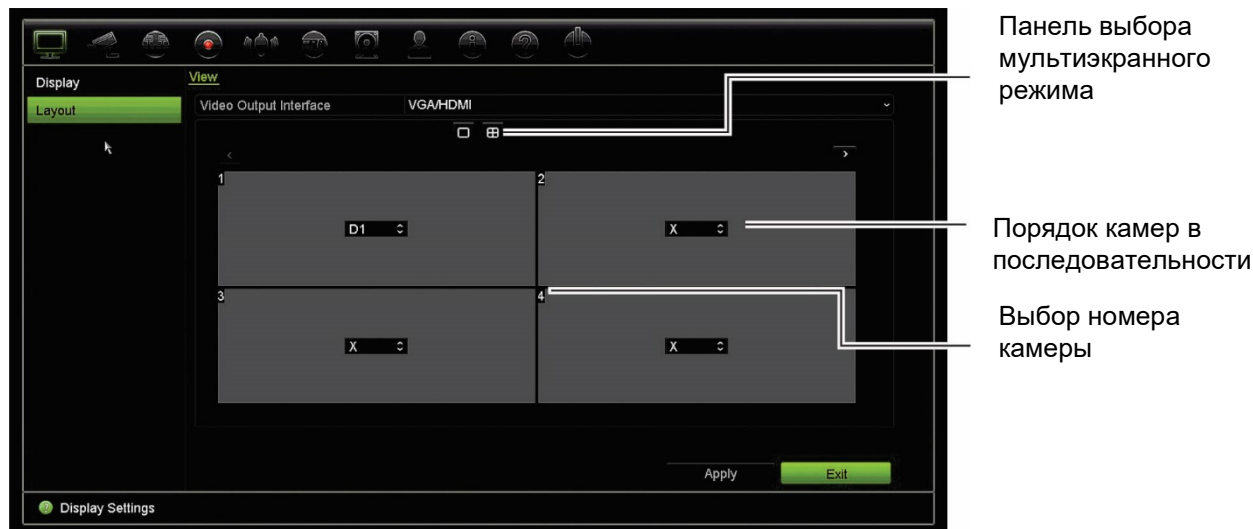 Display
Layout
View
Video Output Interface VGA/HDMI
1
D1
2
X
3
X
4
X
Apply
Exit
Display Settings
Панель выбора
мультиэкранного
режима
Порядок камер в
последовательности
Выбор номера
камеры